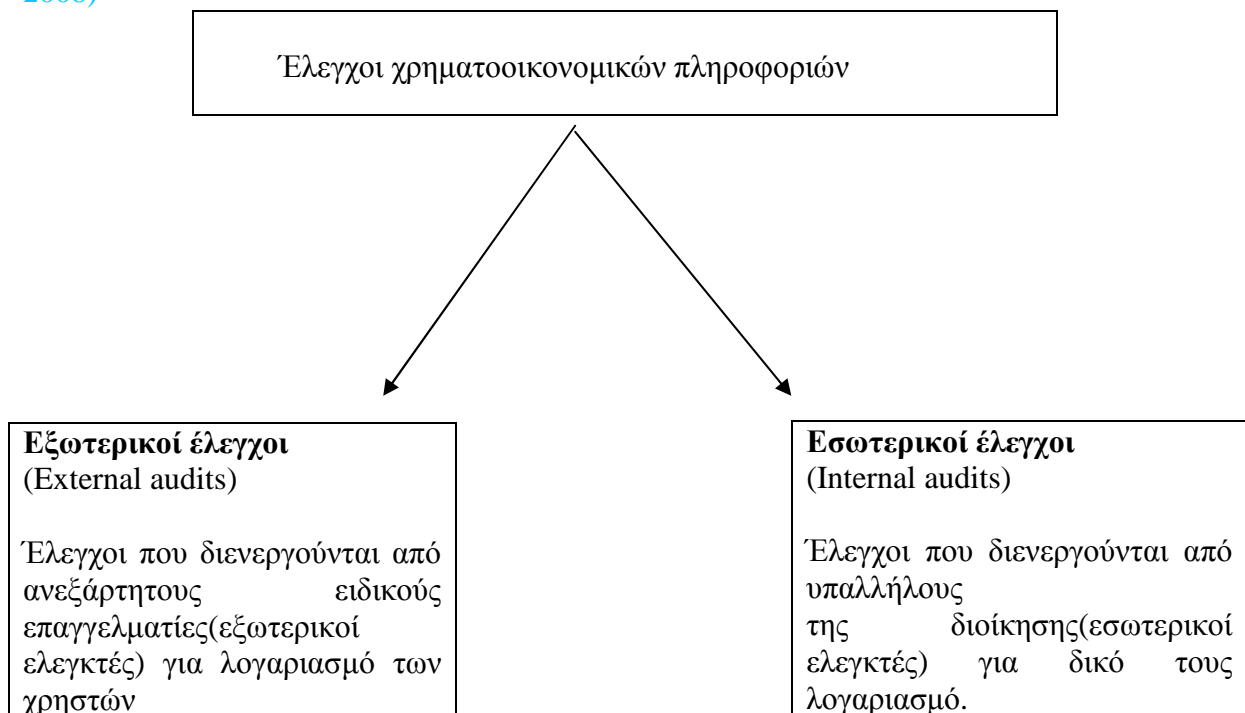 2008)
Έλεγχοι χρηματοοικονομικών πληροφοριών
Εξωτερικοί έλεγχοι
(External audits)
Έλεγχοι που διενεργούνται από
ανεξάρτητους ειδικούς
επαγγελματίες(εξωτερικοί
ελεγκτές) για λογαριασμό των
χρηστών
Εσωτερικοί έλεγχοι
(Internal audits)
Έλεγχοι που διενεργούνται από
υπαλλήλους
της διοίκησης(εσωτερικοί
ελεγκτές) για δικό τους
λογαριασμό.